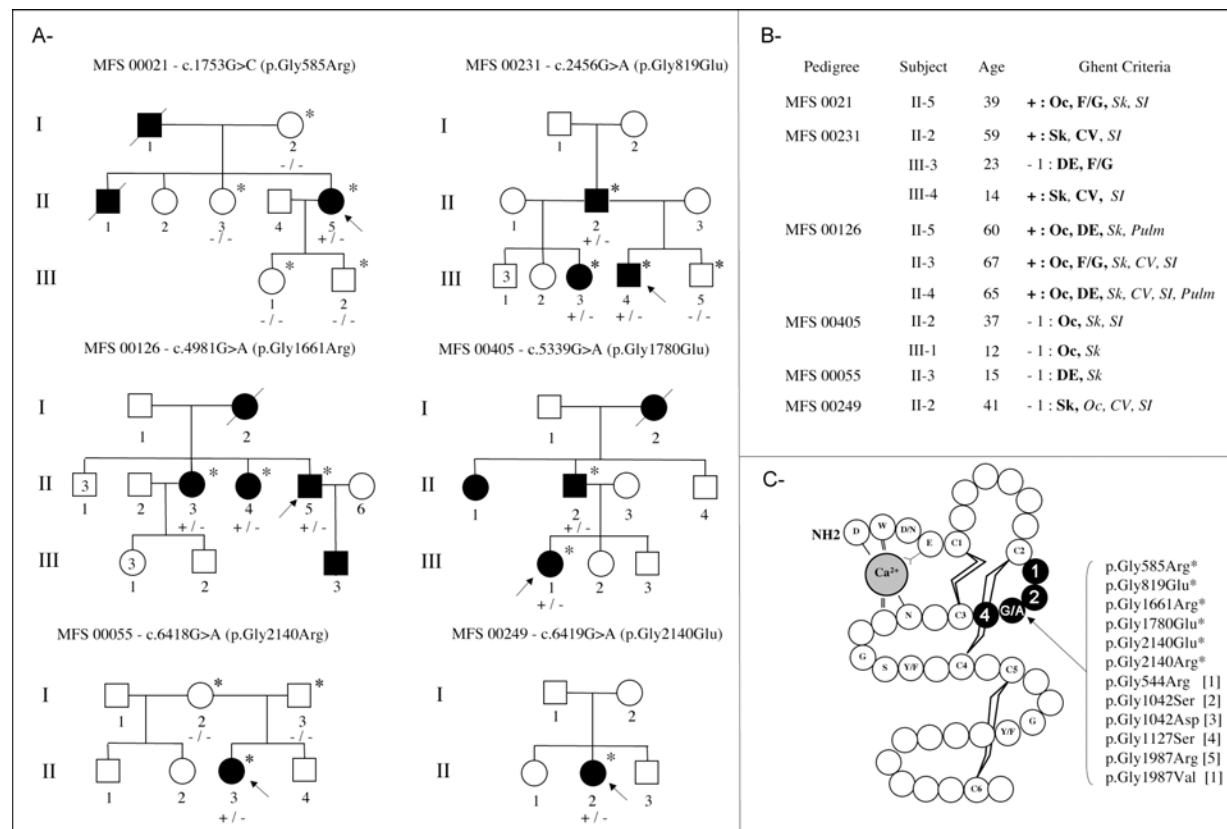 A-
MFS 00021 - c.1753G>C (p.Gly585Arg)
I
1
2
*
- / -
II
1
2
3
*
- / -
4
5
*
+ / -
III
1
*
- / -
2
*
- / -
MFS 00231 - c.2456G>A (p.Gly819Glu)
I
1
2
II
1
2
*
+ / -
3
III
3
1
2
3
*
+ / -
4
*
+ / -
5
*
- / -
MFS 00126 - c.4981G>A (p.Gly1661Arg)
I
1
2
II
3
1
2
3
*
+ / -
4
*
+ / -
5
*
+ / -
6
III
3
1
2
3
MFS 00405 - c.5339G>A (p.Gly1780Glu)
I
1
2
II
1
2
*
+ / -
3
4
III
1
*
+ / -
2
3
MFS 00055 - c.6418G>A (p.Gly2140Arg)
I
1
2
*
- / -
3
*
- / -
II
1
2
3
*
+ / -
4
MFS 00249 - c.6419G>A (p.Gly2140Glu)
I
1
2
II
1
2
*
+ / -
3
B-
Pedigree Subject Age Ghent Criteria
MFS 0021 II-5 39 + : Oc, F/G, Sk, SI
MFS 00231 II-2 59 + : Sk, CV, SI
III-3 23 - 1 : DE, F/G
III-4 14 + : Sk, CV, SI
MFS 00126 II-5 60 + : Oc, DE, Sk, Pulm
II-3 67 + : Oc, F/G, Sk, CV, SI
II-4 65 + : Oc, DE, Sk, CV, SI, Pulm
MFS 00405 II-2 37 - 1 : Oc, Sk, SI
III-1 12 - 1 : Oc, Sk
MFS 00055 II-3 15 - 1 : DE, Sk
MFS 00249 II-2 41 - 1 : Sk, Oc, CV, SI
C-
NH2
D
W
D/N
E
C1
C2
Ca2+
1
2
G/A
4
C3
N
G
S
Y/F
C4
C5
G
Y/F
C6
p.Gly585Arg*
p.Gly819Glu*
p.Gly1661Arg*
p.Gly1780Glu*
p.Gly2140Glu*
p.Gly2140Arg*
p.Gly544Arg [1]
p.Gly1042Ser [2]
p.Gly1042Asp [3]
p.Gly1127Ser [4]
p.Gly1987Arg [5]
p.Gly1987Val [1]